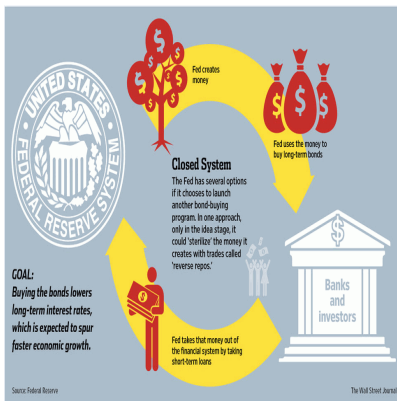 UNITED STATES
FEDERAL RESERVE SYSTEM
Fed creates
money
Fed uses the money to
buy long-term bonds
Closed System
The Fed has several options
if it chooses to launch
another bond-buying
program. In one approach,
only in the idea stage, it
could 'sterilize' the money it
creates with trades called
'reverse repos.'
Banks
and
investors
GOAL:
Buying the bonds lowers
long-term interest rates,
which is expected to spur
faster economic growth.
Fed takes that money out of
the financial system by taking
short-term loans
Source: Federal Reserve
The Wall Street Journal